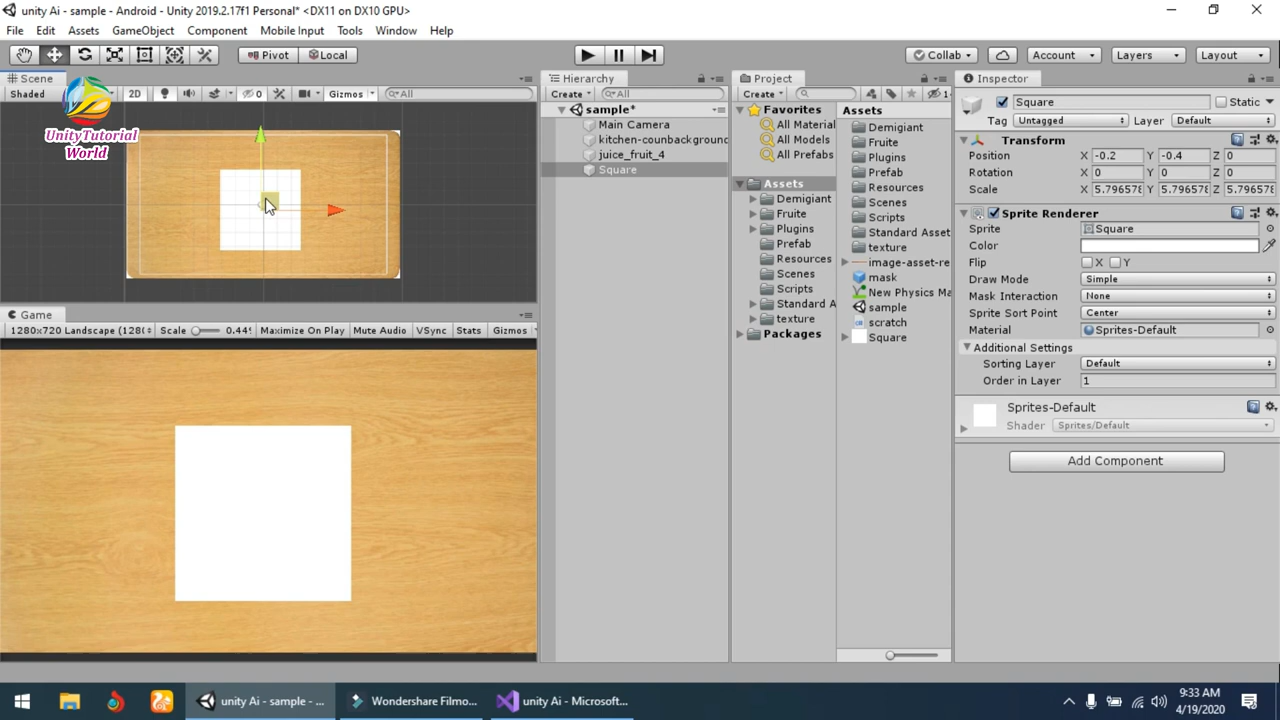 unity Ai - sample - Android - Unity 2019.2.17f1 Personal* <DX11 on DX10 GPU>
File Edit Assets GameObject Component Mobile Input Tools Window Help
Pivot Local Collab Account Layers Layout
Scene
Shaded 2D 0 Gizmos All
UnityTutorial
World
Game
1280x720 Landscape (128( Scale 0.44 Maximize On Play Mute Audio VSync Stats Gizmos
Hierarchy
Create All
sample*
Main Camera
kitchen-counbackground
juice_fruit_4
Square
Project
Create 1
Favorites
All Material
All Models
All Prefabs
Assets
Demigiant
Fruite
Plugins
Prefab
Resources
Scenes
Scripts
Standard A
texture
Packages
Assets
Demigiant
Fruite
Plugins
Prefab
Resources
Scenes
Scripts
Standard Asset
texture
image-asset-re
mask
New Physics Ma
sample
scratch
Square
Inspector
Square Static
Tag Untagged Layer Default
Transform
Position X -0.2 Y -0.4 Z 0
Rotation X 0 Y 0 Z 0
Scale X 5.796578 Y 5.796578 Z 5.796578
Sprite Renderer
Sprite Square
Color
Flip X Y
Draw Mode Simple
Mask Interaction None
Sprite Sort Point Center
Material Sprites-Default
Additional Settings
Sorting Layer Default
Order in Layer 1
Sprites-Default
Shader Sprites/Default
Add Component
unity Ai - sample - ... Wondershare Filmo... unity Ai - Microsoft...
9:33 AM
4/19/2020